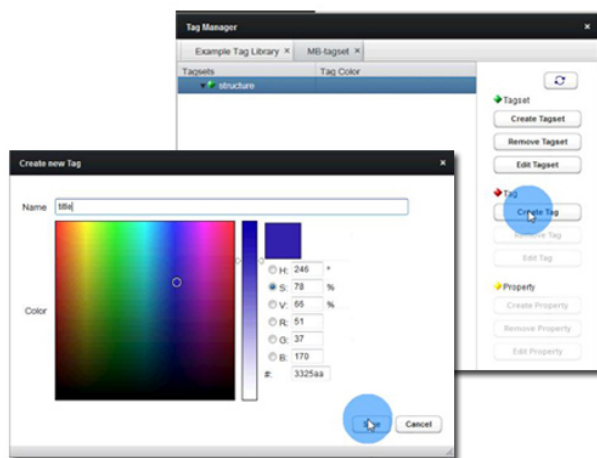 Tag Manager ×
Example Tag Library × MB-tagset ×
Tagsets Tag Color
structure
Tagset
Create Tagset
Remove Tagset
Edit Tagset
Tag
Create Tag
Remove Tag
Edit Tag
Property
Create Property
Remove Property
Edit Property
Create new Tag ×
Name title
Color
H: 246 °
S: 78 %
V: 66 %
R: 51
G: 37
B: 170
#: 3325aa
Save Cancel